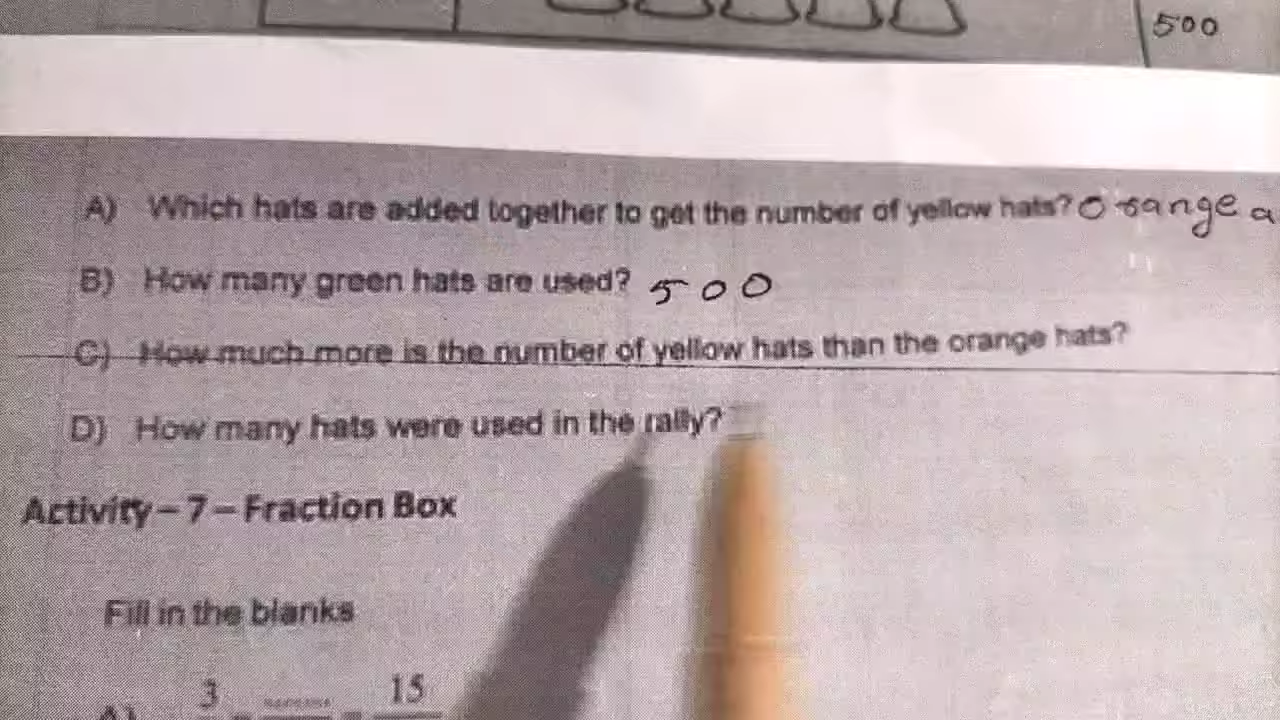 500
A) Which hats are added together to get the number of yellow hats? Orange a
B) How many green hats are used? 500
C) How much more is the number of yellow hats than the orange hats?
D) How many hats were used in the rally?
Activity – 7 – Fraction Box
Fill in the blanks
A) 3 = = 15